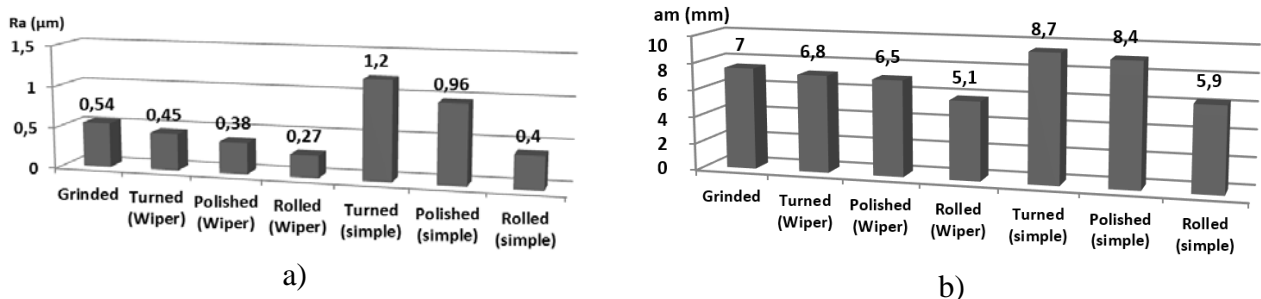 Ra (µm)
1,5
1
0,5
0
0,54
0,45
0,38
0,27
1,2
0,96
0,4
Grinded
Turned
(Wiper)
Polished
(Wiper)
Rolled
(Wiper)
Turned
(simple)
Polished
(simple)
Rolled
(simple)
a)
am (mm)
10
8
6
4
2
0
7
6,8
6,5
5,1
8,7
8,4
5,9
Grinded
Turned
(Wiper)
Polished
(Wiper)
Rolled
(Wiper)
Turned
(simple)
Polished
(simple)
Rolled
(simple)
b)